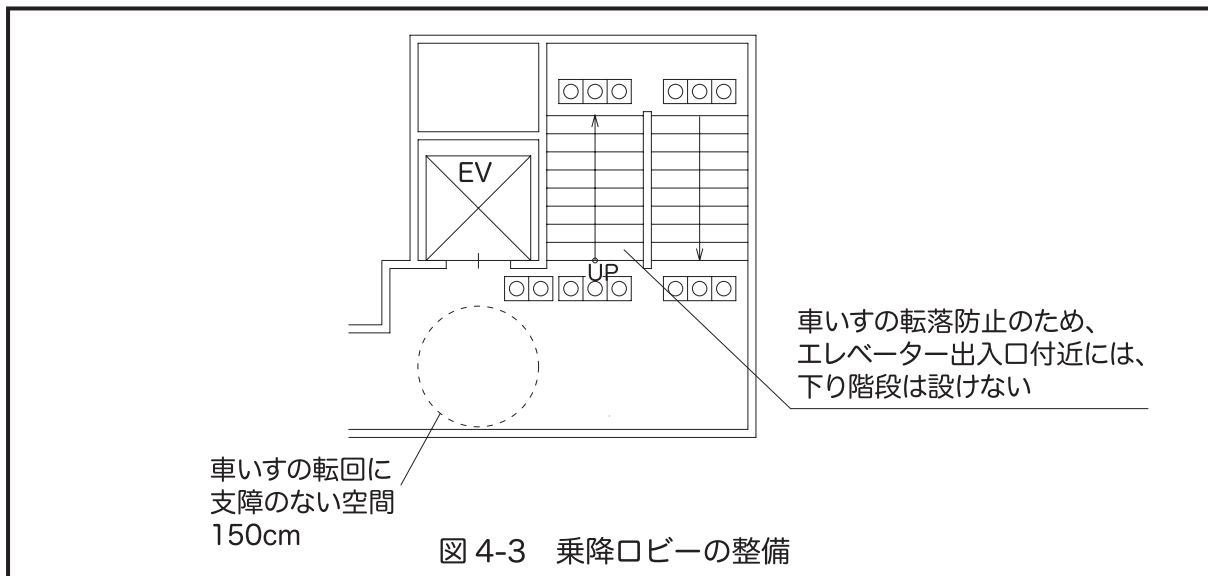 EV
UP
車いすの転落防止のため、
エレベーター出入口付近には、
下り階段は設けない
車いすの転回に
支障のない空間
150cm
図 4-3　乗降ロビーの整備